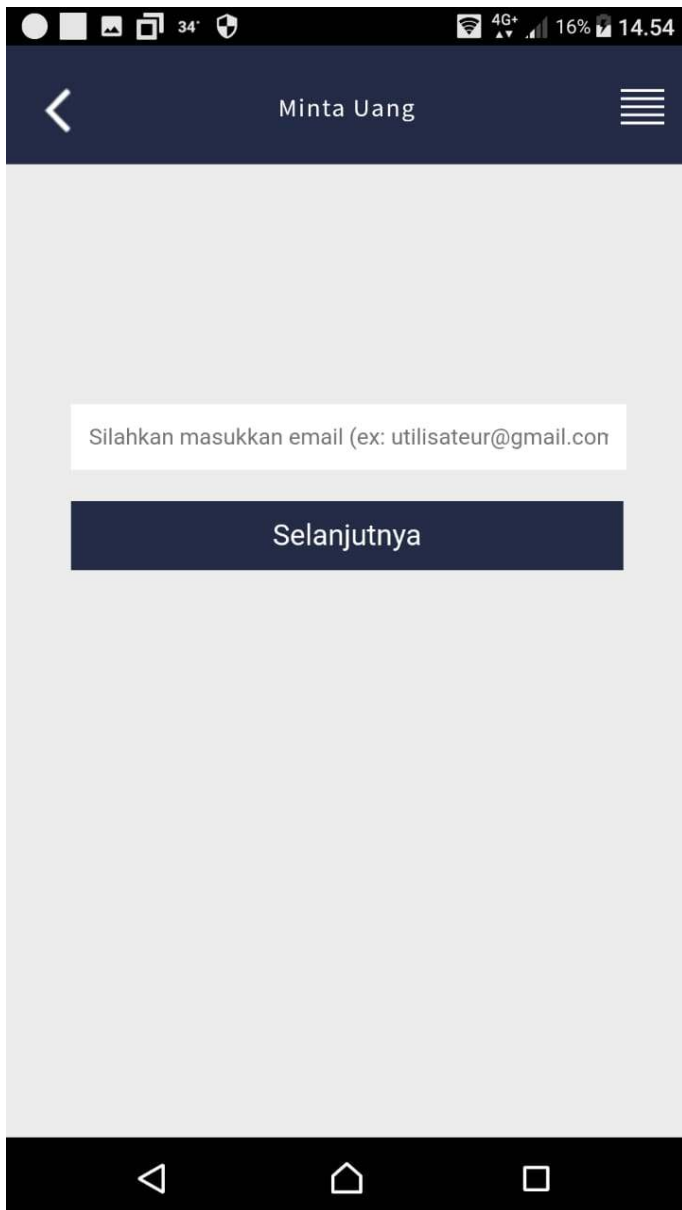 34° 4G+ 16% 14.54
Minta Uang
Silahkan masukkan email (ex: utilisateur@gmail.com
Selanjutnya